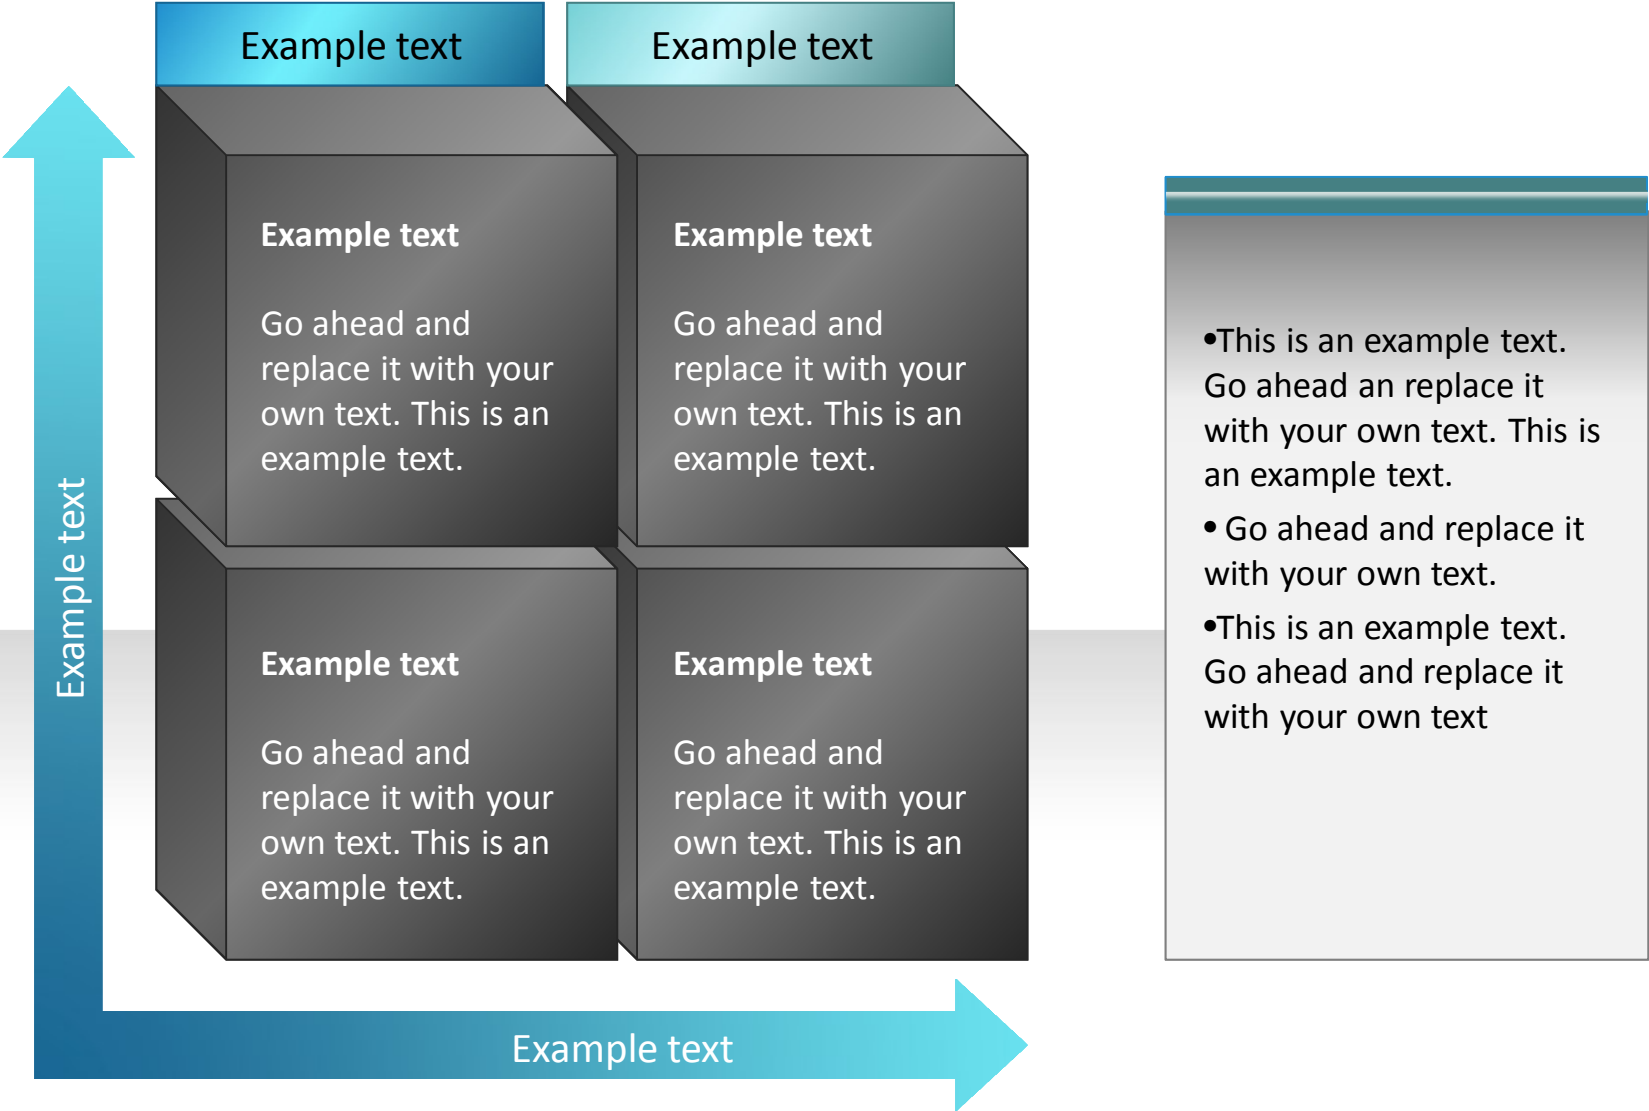 Example text
Example text
Example text
Go ahead and
replace it with your
own text. This is an
example text.
Example text
Go ahead and
replace it with your
own text. This is an
example text.
Example text
Go ahead and
replace it with your
own text. This is an
example text.
Example text
Go ahead and
replace it with your
own text. This is an
example text.
Example text
Example text
•This is an example text.
Go ahead an replace it
with your own text. This is
an example text.
• Go ahead and replace it
with your own text.
•This is an example text.
Go ahead and replace it
with your own text